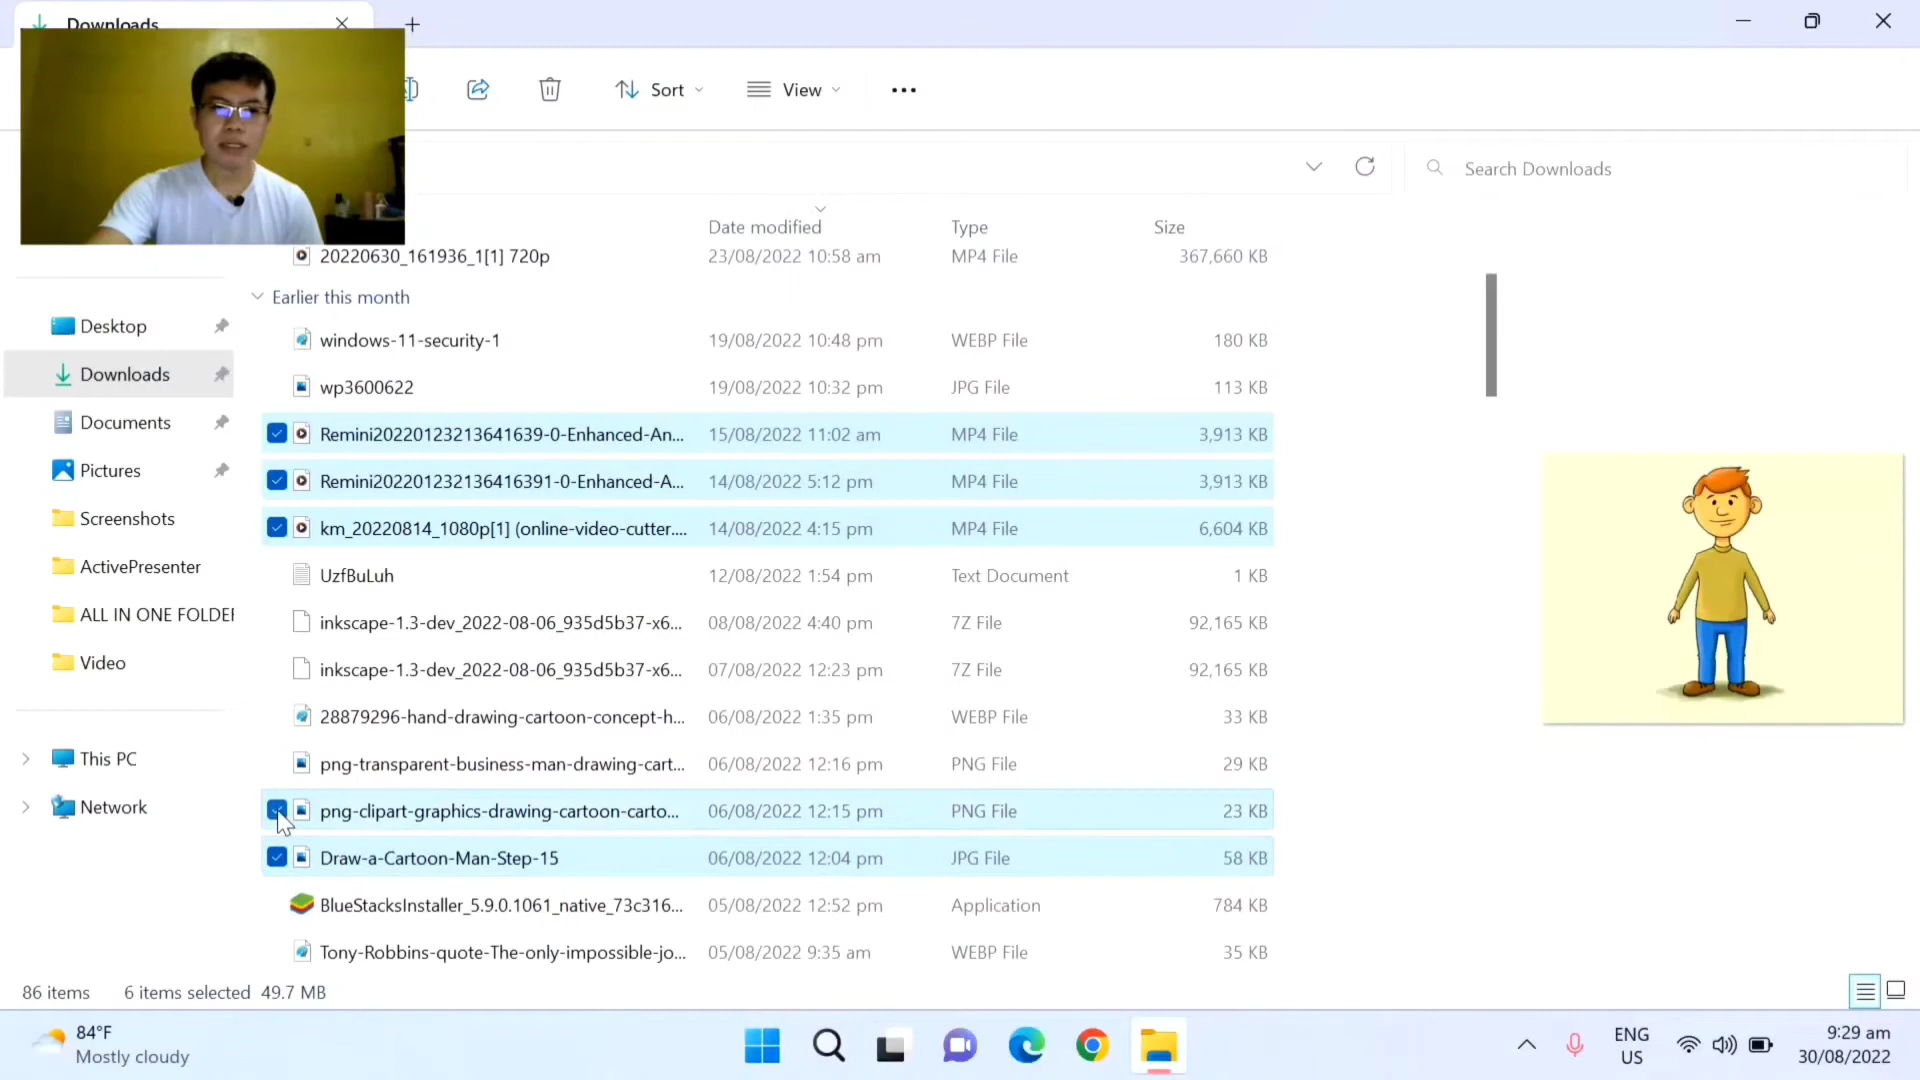 Downloads
Sort
View
Search Downloads
Date modified
Type
Size
20220630_161936_1[1] 720p
23/08/2022 10:58 am
MP4 File
367,660 KB
Earlier this month
windows-11-security-1
19/08/2022 10:48 pm
WEBP File
180 KB
wp3600622
19/08/2022 10:32 pm
JPG File
113 KB
Remini20220123213641639-0-Enhanced-An...
15/08/2022 11:02 am
MP4 File
3,913 KB
Remini202201232136416391-0-Enhanced-A...
14/08/2022 5:12 pm
MP4 File
3,913 KB
km_20220814_1080p[1] (online-video-cutter....
14/08/2022 4:15 pm
MP4 File
6,604 KB
UzfBuLuh
12/08/2022 1:54 pm
Text Document
1 KB
inkscape-1.3-dev_2022-08-06_935d5b37-x6...
08/08/2022 4:40 pm
7Z File
92,165 KB
inkscape-1.3-dev_2022-08-06_935d5b37-x6...
07/08/2022 12:23 pm
7Z File
92,165 KB
28879296-hand-drawing-cartoon-concept-h...
06/08/2022 1:35 pm
WEBP File
33 KB
png-transparent-business-man-drawing-cart...
06/08/2022 12:16 pm
PNG File
29 KB
png-clipart-graphics-drawing-cartoon-carto...
06/08/2022 12:15 pm
PNG File
23 KB
Draw-a-Cartoon-Man-Step-15
06/08/2022 12:04 pm
JPG File
58 KB
BlueStacksInstaller_5.9.0.1061_native_73c316...
05/08/2022 12:52 pm
Application
784 KB
Tony-Robbins-quote-The-only-impossible-jo...
05/08/2022 9:35 am
WEBP File
35 KB
Desktop
Downloads
Documents
Pictures
Screenshots
ActivePresenter
ALL IN ONE FOLDER
Video
This PC
Network
86 items
6 items selected 49.7 MB
84°F
Mostly cloudy
ENG
US
9:29 am
30/08/2022